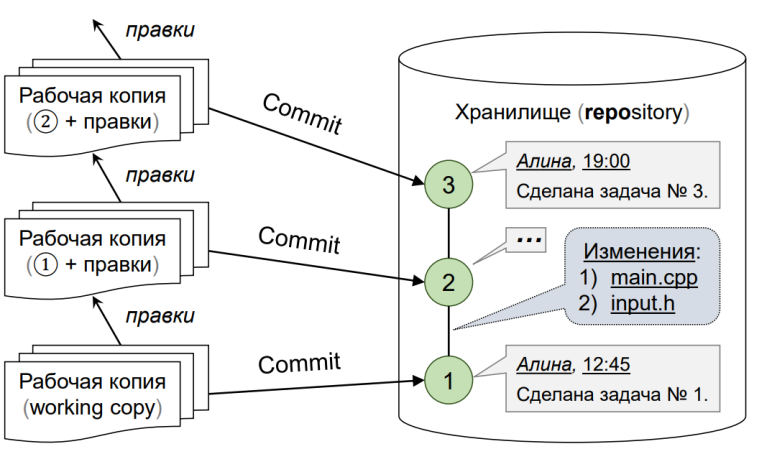 правки
Рабочая копия
(② + правки)
Commit
Хранилище (repository)
3
Алина, 19:00
Сделана задача № 3.
правки
Рабочая копия
(① + правки)
Commit
2
...
Изменения:
1) main.cpp
2) input.h
правки
Рабочая копия
(working copy)
Commit
1
Алина, 12:45
Сделана задача № 1.